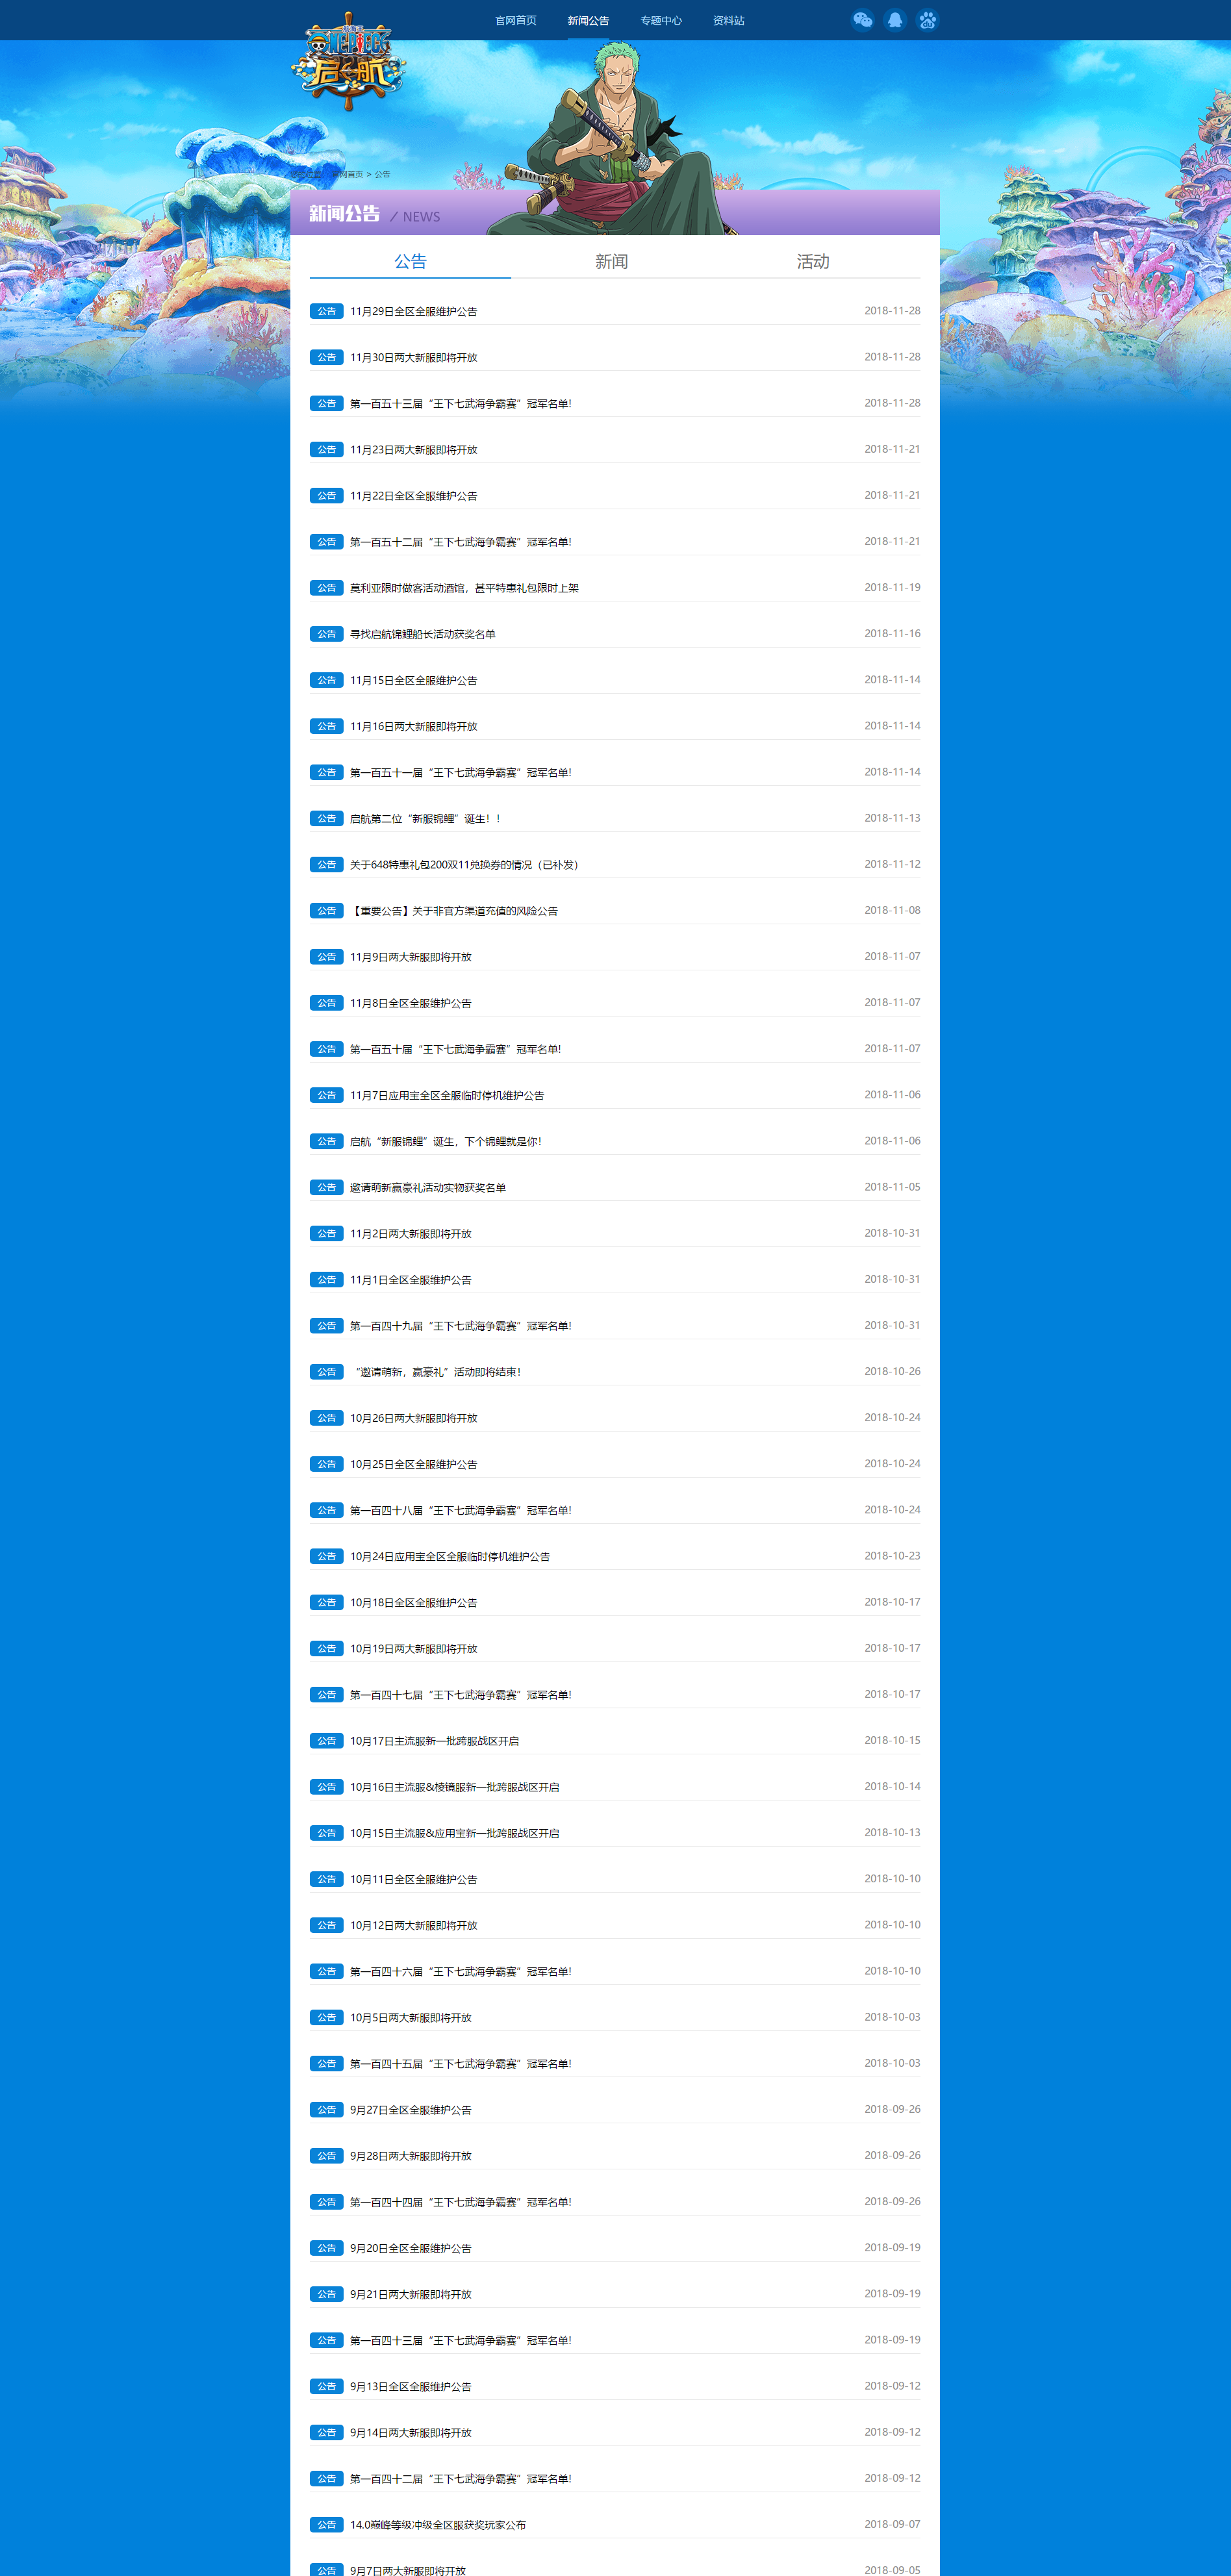 官网首页 新闻公告 专题中心 资料站
ONE PIECE
启航
官网首页 > 公告
新闻公告 / NEWS
公告 新闻 活动
公告 11月29日全区全服维护公告 2018-11-28
公告 11月30日两大新服即将开放 2018-11-28
公告 第一百五十三届“王下七武海争霸赛”冠军名单! 2018-11-28
公告 11月23日两大新服即将开放 2018-11-21
公告 11月22日全区全服维护公告 2018-11-21
公告 第一百五十二届“王下七武海争霸赛”冠军名单! 2018-11-21
公告 莫利亚限时做客活动酒馆，甚平特惠礼包限时上架 2018-11-19
公告 寻找启航锦鲤船长活动获奖名单 2018-11-16
公告 11月15日全区全服维护公告 2018-11-14
公告 11月16日两大新服即将开放 2018-11-14
公告 第一百五十一届“王下七武海争霸赛”冠军名单! 2018-11-14
公告 启航第二位“新服锦鲤”诞生！！ 2018-11-13
公告 关于648特惠礼包200双11兑换券的情况（已补发） 2018-11-12
公告 【重要公告】关于非官方渠道充值的风险公告 2018-11-08
公告 11月9日两大新服即将开放 2018-11-07
公告 11月8日全区全服维护公告 2018-11-07
公告 第一百五十届“王下七武海争霸赛”冠军名单! 2018-11-07
公告 11月7日应用宝全区全服临时停机维护公告 2018-11-06
公告 启航“新服锦鲤”诞生，下个锦鲤就是你！ 2018-11-06
公告 邀请萌新赢豪礼活动实物获奖名单 2018-11-05
公告 11月2日两大新服即将开放 2018-10-31
公告 11月1日全区全服维护公告 2018-10-31
公告 第一百四十九届“王下七武海争霸赛”冠军名单! 2018-10-31
公告 “邀请萌新，赢豪礼”活动即将结束！ 2018-10-26
公告 10月26日两大新服即将开放 2018-10-24
公告 10月25日全区全服维护公告 2018-10-24
公告 第一百四十八届“王下七武海争霸赛”冠军名单! 2018-10-24
公告 10月24日应用宝全区全服临时停机维护公告 2018-10-23
公告 10月18日全区全服维护公告 2018-10-17
公告 10月19日两大新服即将开放 2018-10-17
公告 第一百四十七届“王下七武海争霸赛”冠军名单! 2018-10-17
公告 10月17日主流服新一批跨服战区开启 2018-10-15
公告 10月16日主流服&棱镜服新一批跨服战区开启 2018-10-14
公告 10月15日主流服&应用宝新一批跨服战区开启 2018-10-13
公告 10月11日全区全服维护公告 2018-10-10
公告 10月12日两大新服即将开放 2018-10-10
公告 第一百四十六届“王下七武海争霸赛”冠军名单! 2018-10-10
公告 10月5日两大新服即将开放 2018-10-03
公告 第一百四十五届“王下七武海争霸赛”冠军名单! 2018-10-03
公告 9月27日全区全服维护公告 2018-09-26
公告 9月28日两大新服即将开放 2018-09-26
公告 第一百四十四届“王下七武海争霸赛”冠军名单! 2018-09-26
公告 9月20日全区全服维护公告 2018-09-19
公告 9月21日两大新服即将开放 2018-09-19
公告 第一百四十三届“王下七武海争霸赛”冠军名单! 2018-09-19
公告 9月13日全区全服维护公告 2018-09-12
公告 9月14日两大新服即将开放 2018-09-12
公告 第一百四十二届“王下七武海争霸赛”冠军名单! 2018-09-12
公告 14.0巅峰等级冲级全区服获奖玩家公布 2018-09-07
公告 9月7日两大新服即将开放 2018-09-05